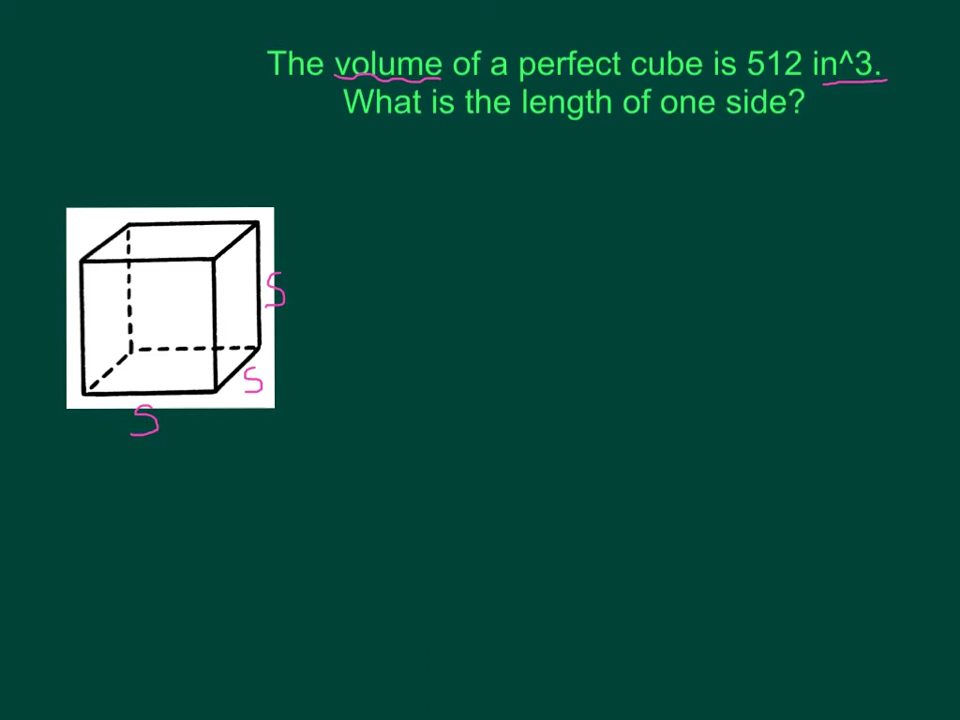 The volume of a perfect cube is 512 in^3.
What is the length of one side?
S
S
S